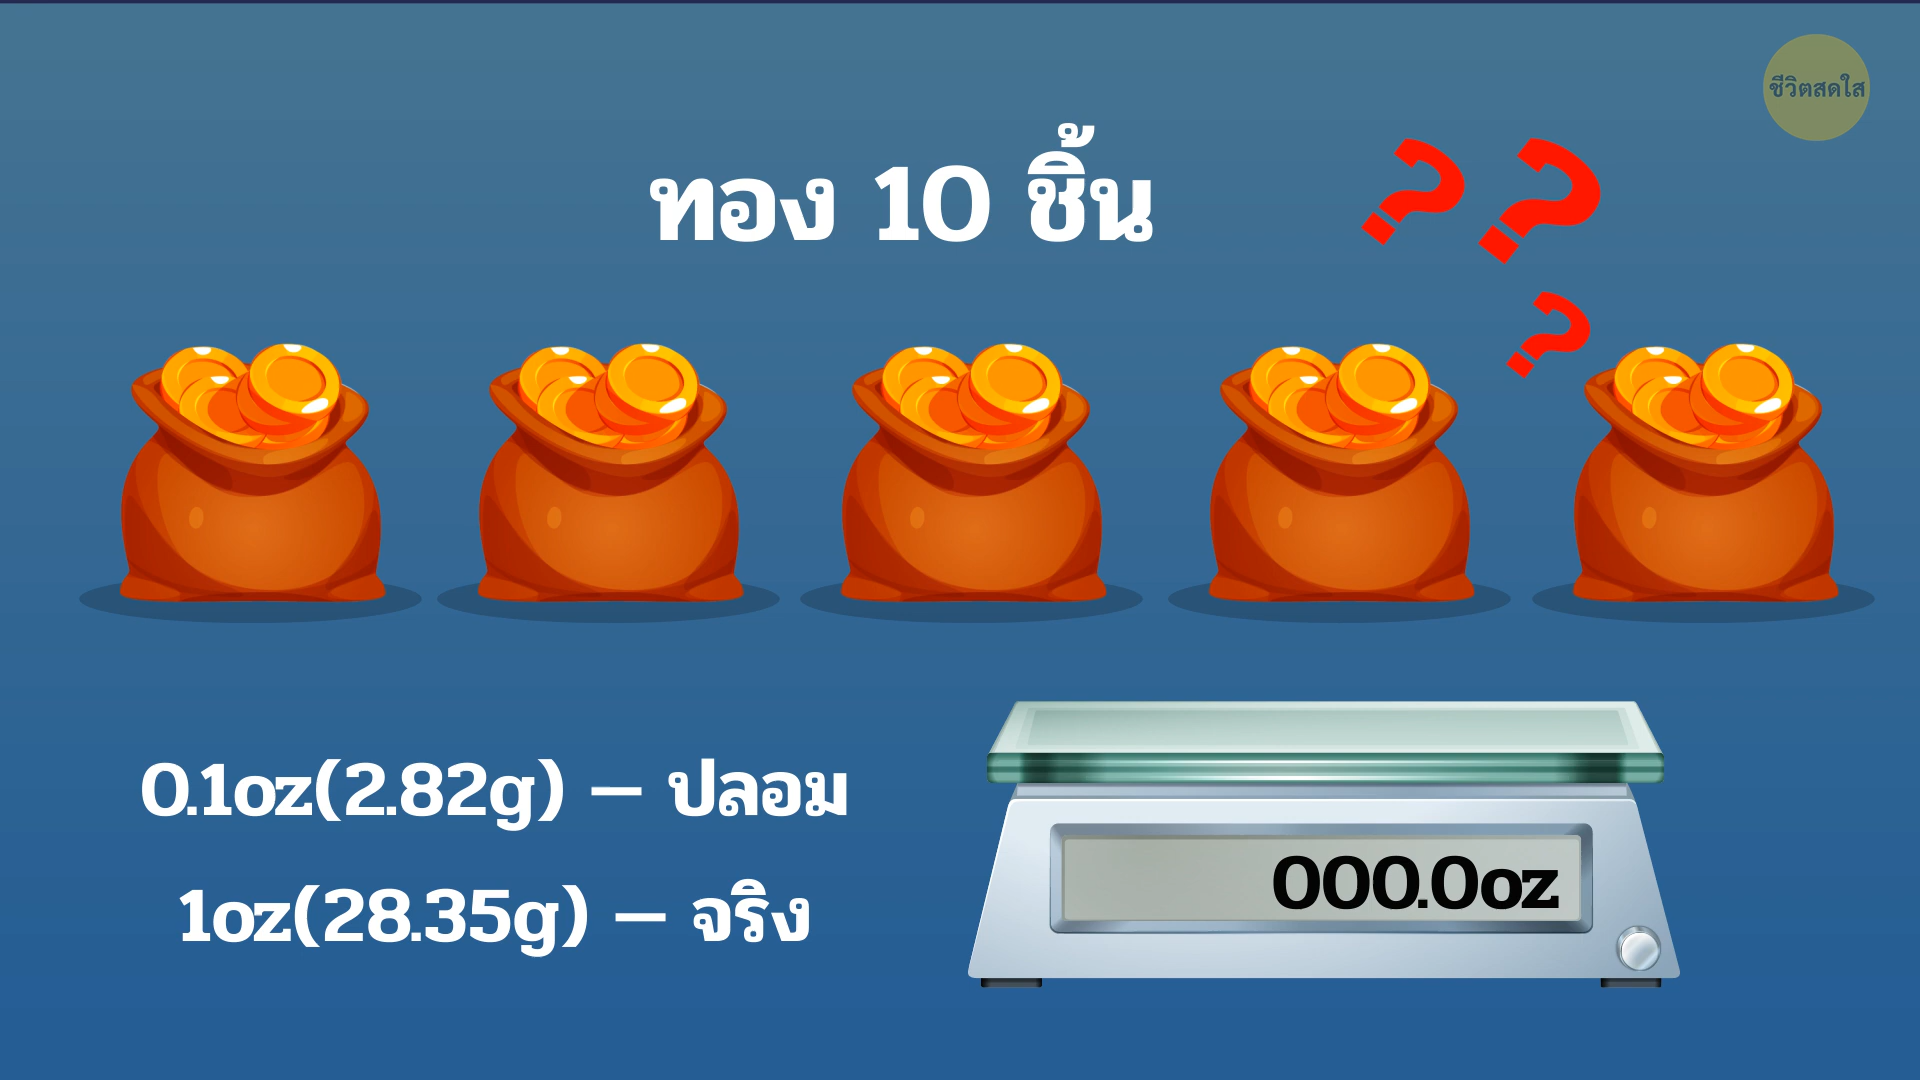 ชีวิตสดใส
ทอง 10 ชิ้น
? ?
?
0.1oz(2.82g) – ปลอม
1oz(28.35g) – จริง
000.0oz